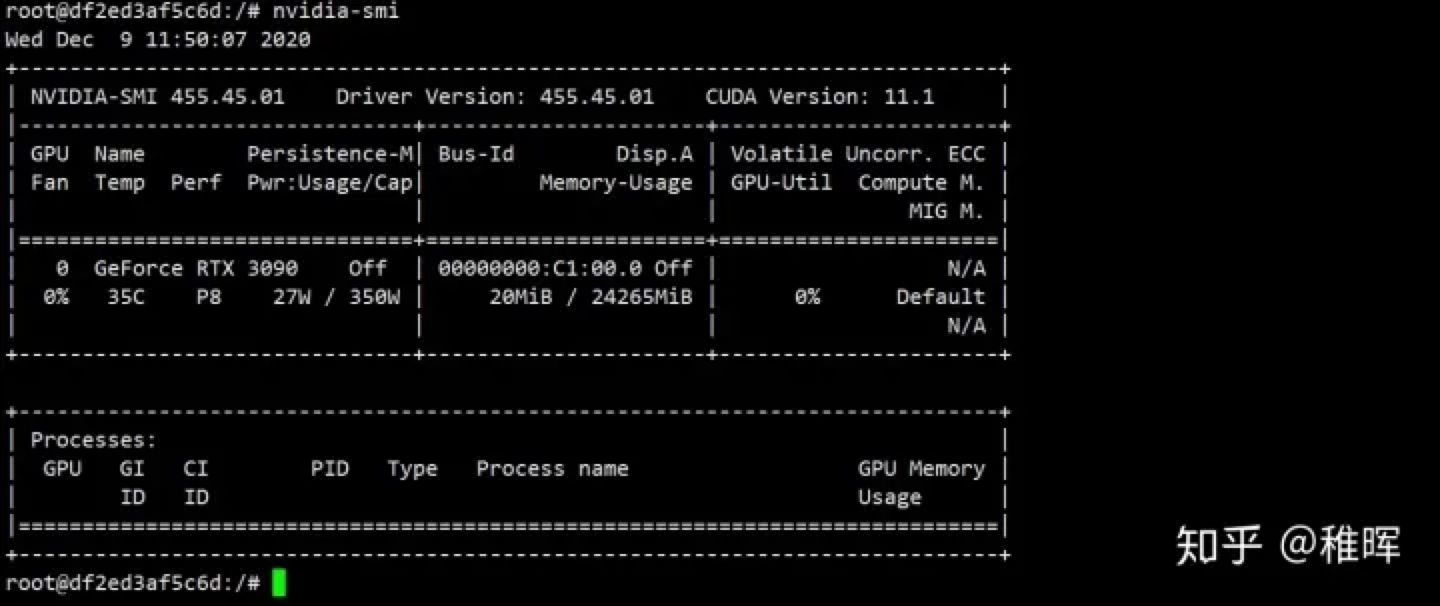 root@df2ed3af5c6d:/# nvidia-smi
Wed Dec  9 11:50:07 2020
+-----------------------------------------------------------------------------+
| NVIDIA-SMI 455.45.01    Driver Version: 455.45.01    CUDA Version: 11.1     |
|-------------------------------+----------------------+----------------------+
| GPU  Name        Persistence-M| Bus-Id        Disp.A | Volatile Uncorr. ECC |
| Fan  Temp  Perf  Pwr:Usage/Cap|         Memory-Usage | GPU-Util  Compute M. |
|                               |                      |               MIG M. |
|===============================+======================+======================|
|   0  GeForce RTX 3090    Off  | 00000000:C1:00.0 Off |                  N/A |
|  0%   35C    P8    27W / 350W |     20MiB / 24265MiB |      0%      Default |
|                               |                      |                  N/A |
+-------------------------------+----------------------+----------------------+
+-----------------------------------------------------------------------------+
| Processes:                                                                  |
|  GPU   GI   CI        PID   Type   Process name                  GPU Memory |
|        ID   ID                                                   Usage      |
|=============================================================================|
+-----------------------------------------------------------------------------+
root@df2ed3af5c6d:/#
知乎 @稚晖